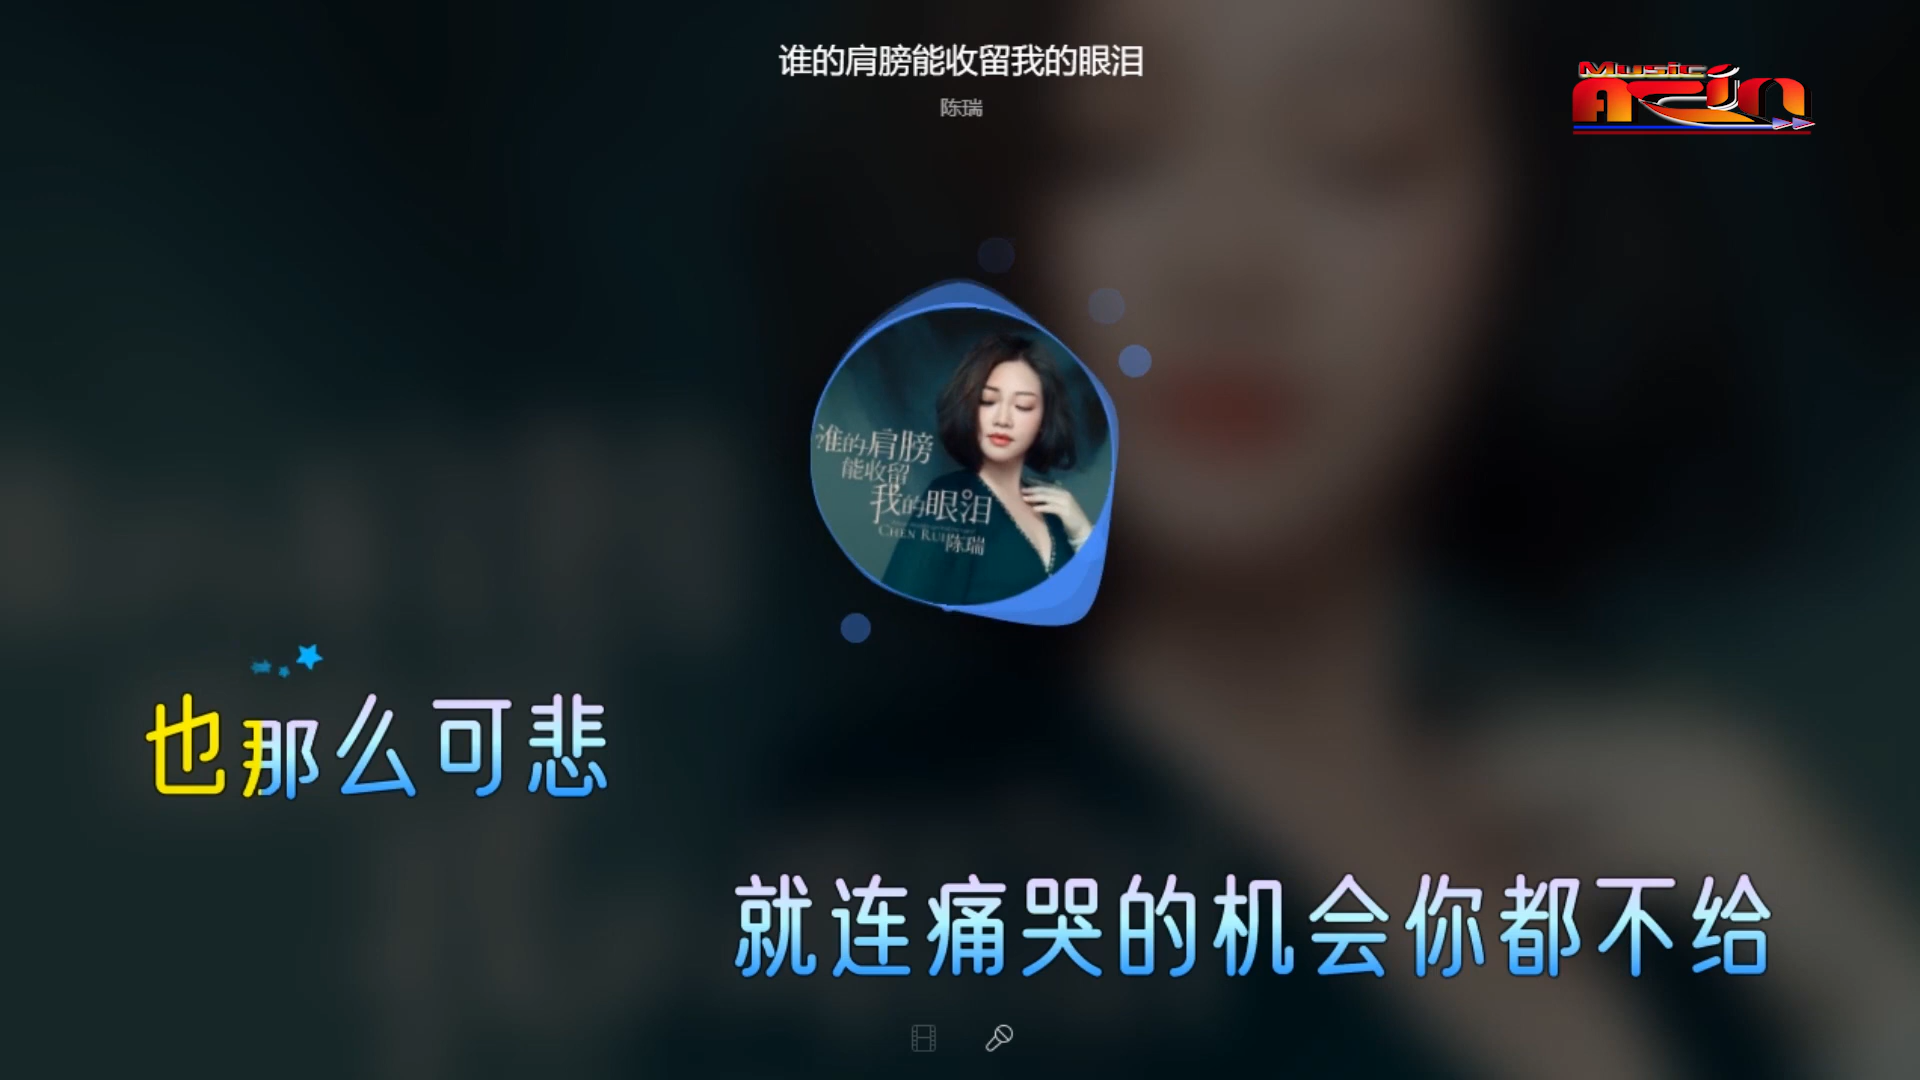 谁的肩膀能收留我的眼泪
陈瑞
Music
Asin
谁的肩膀
能收留
我的眼泪
CHEN RUI 陈瑞
也那么可悲
就连痛哭的机会你都不给